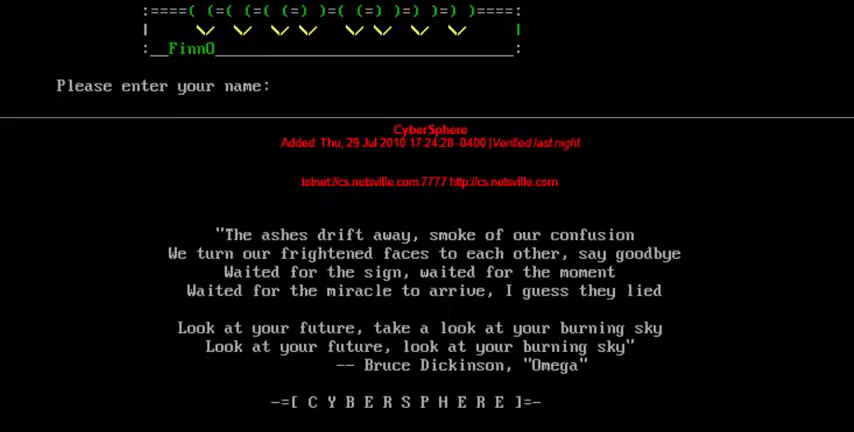 :====( (=( (=( (=) )=( (=) )=) )=) )====:
| \/ \/ \/ \/ \/ \/ \/ \/ |
:__FinnO________________________________:
Please enter your name:
CyberSphere
Added: Thu, 29 Jul 2010 17:24:28 -0400 |Verified last night
telnet://cs.netsville.com:7777 http://cs.netsville.com
"The ashes drift away, smoke of our confusion
We turn our frightened faces to each other, say goodbye
Waited for the sign, waited for the moment
Waited for the miracle to arrive, I guess they lied
Look at your future, take a look at your burning sky
Look at your future, look at your burning sky"
-- Bruce Dickinson, "Omega"
-=[ C Y B E R S P H E R E ]=-